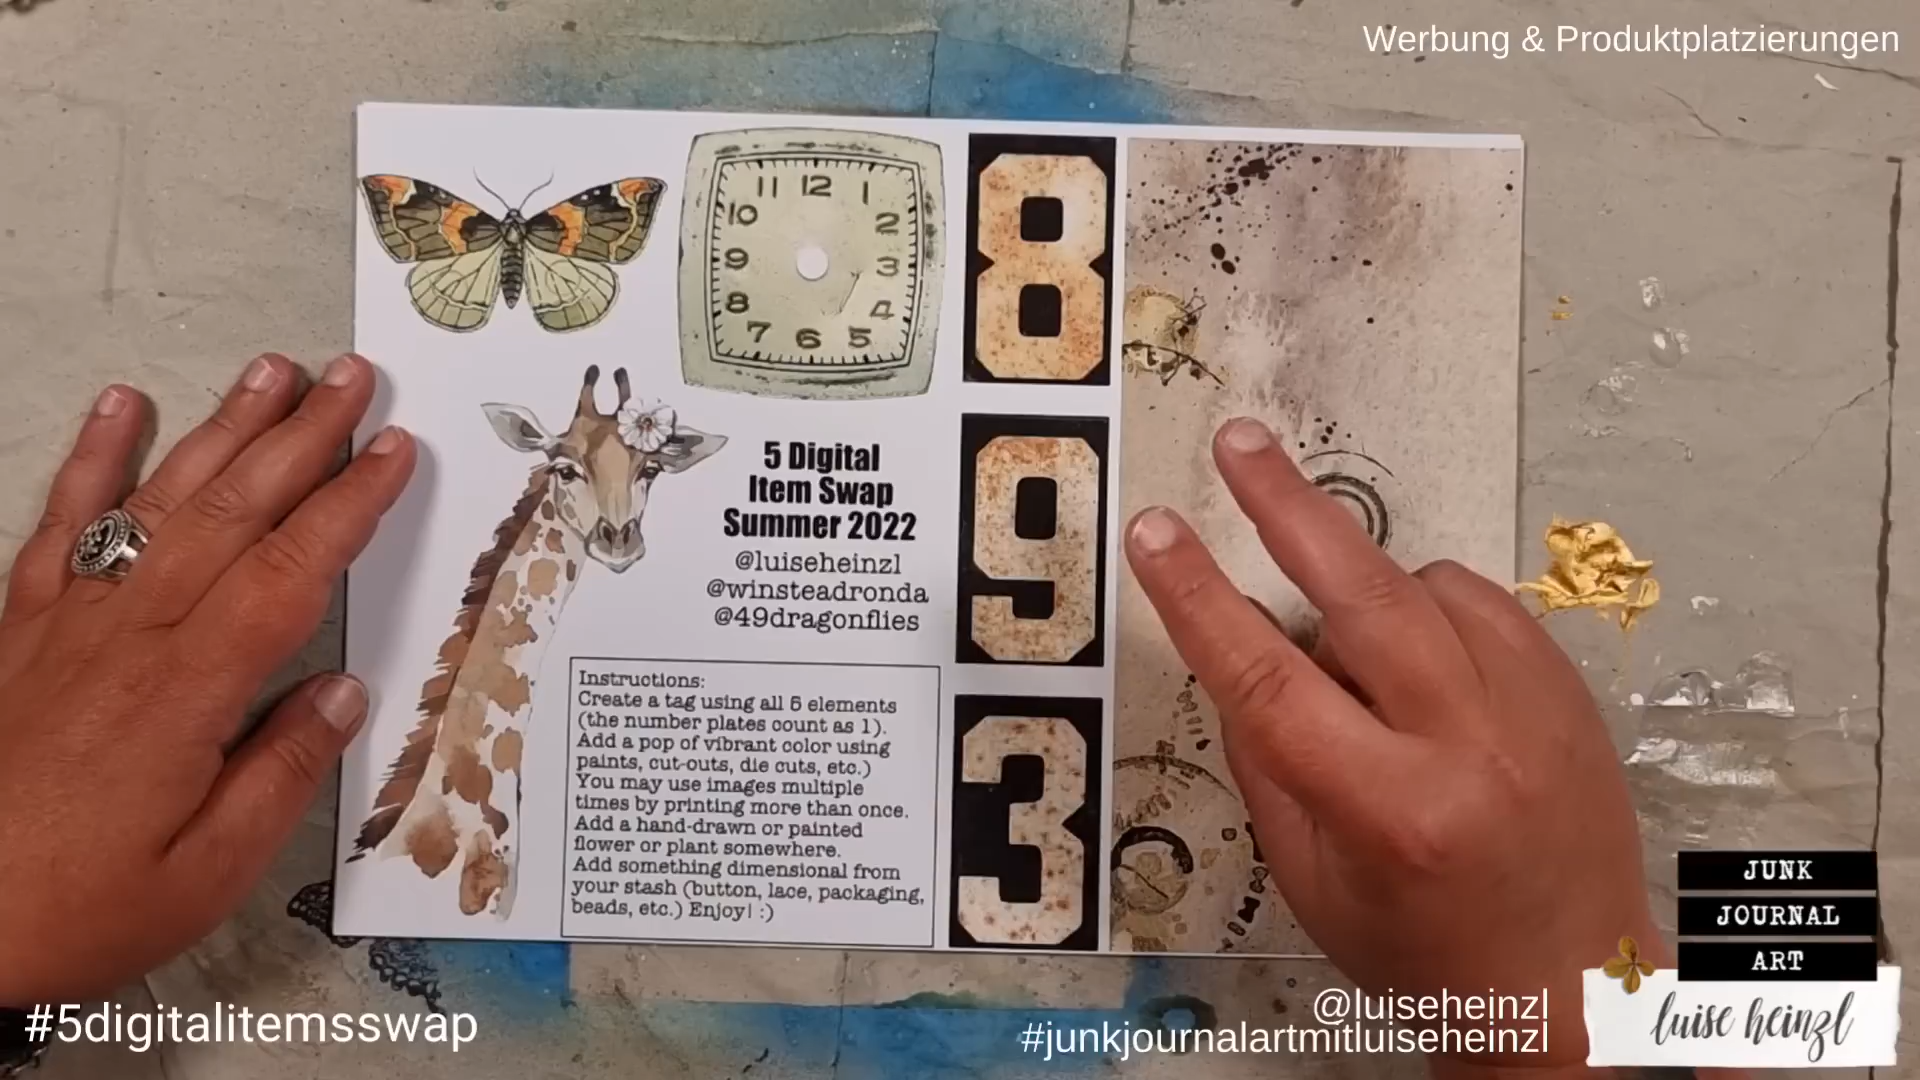 Werbung & Produktplatzierungen
11 12 1
10 2
9 3
8 4
7 6 5
8
9
3
5 Digital
Item Swap
Summer 2022
@luiseheinzl
@winsteadronda
@49dragonflies
Instructions:
Create a tag using all 5 elements
(the number plates count as 1).
Add a pop of vibrant color using
paints, cut-outs, die cuts, etc.)
You may use images multiple
times by printing more than once.
Add a hand-drawn or painted
flower or plant somewhere.
Add something dimensional from
your stash (button, lace, packaging,
beads, etc.) Enjoy! :)
#5digitalitemsswap
@luiseheinzl
#junkjournalartmitluiseheinzl
JUNK
JOURNAL
ART
luise heinzl